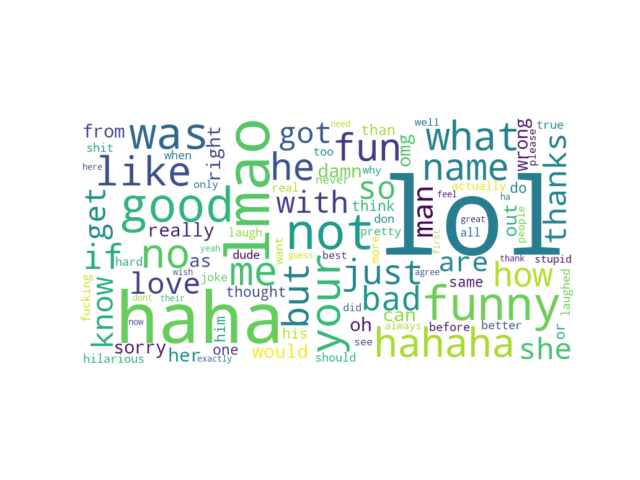 from
was
lmao
got
fun
than
omg
well
what
wrong
please
true
shit
when
right
he
too
damn
why
name
thanks
here
like
only
never
real
with
so
think
don
pretty
man
actually
do
feel
ha
lol
get
good
really
laugh
not
great
all
out
people
know
if
hard
no
as
yeah
dude
me
want
but
guess
best
your
just
more
agree
first
are
thank
stupid
same
how
fucking
dont
love
wish
their
joke
thought
bad
funny
laughed
or
haha
now
him
his
did
oh
can
always
before
better
sorry
hilarious
her
one
exactly
would
should
see
hahaha
she
need